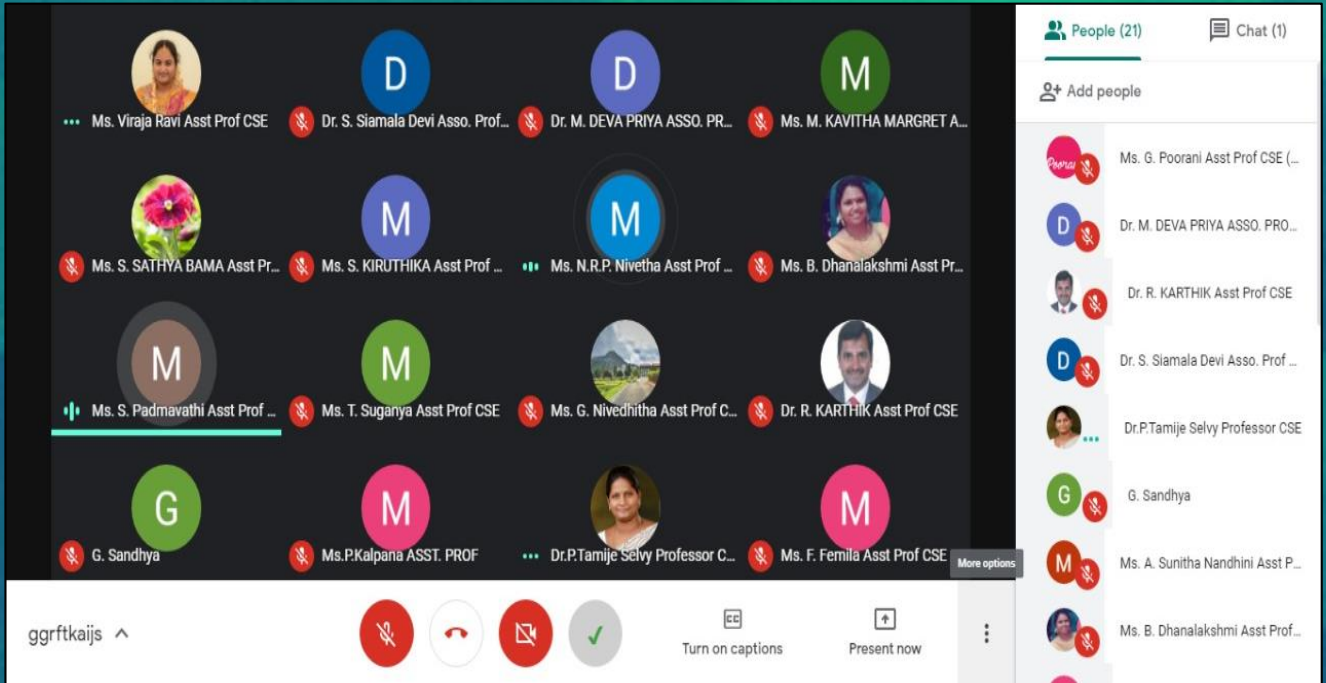 D
D
M
Ms. Viraja Ravi Asst Prof CSE
Dr. S. Siamala Devi Asso. Prof...
Dr. M. DEVA PRIYA ASSO. PR...
Ms. M. KAVITHA MARGRET A...
M
M
Ms. S. SATHYA BAMA Asst Pr...
Ms. S. KIRUTHIKA Asst Prof ...
Ms. N.R.P. Nivetha Asst Prof ...
Ms. B. Dhanalakshmi Asst Pr...
M
M
Ms. S. Padmavathi Asst Prof ...
Ms. T. Suganya Asst Prof CSE
Ms. G. Nivedhitha Asst Prof C...
Dr. R. KARTHIK Asst Prof CSE
G
M
M
G. Sandhya
Ms.P.Kalpana ASST. PROF
Dr.P.Tamije Selvy Professor C...
Ms. F. Femila Asst Prof CSE
More options
ggrftkaijs
CC
Turn on captions
Present now
People (21)
Chat (1)
Add people
Ms. G. Poorani Asst Prof CSE (...
D
Dr. M. DEVA PRIYA ASSO. PRO...
Dr. R. KARTHIK Asst Prof CSE
D
Dr. S. Siamala Devi Asso. Prof ...
Dr.P.Tamije Selvy Professor CSE
G
G. Sandhya
M
Ms. A. Sunitha Nandhini Asst P...
Ms. B. Dhanalakshmi Asst Prof...